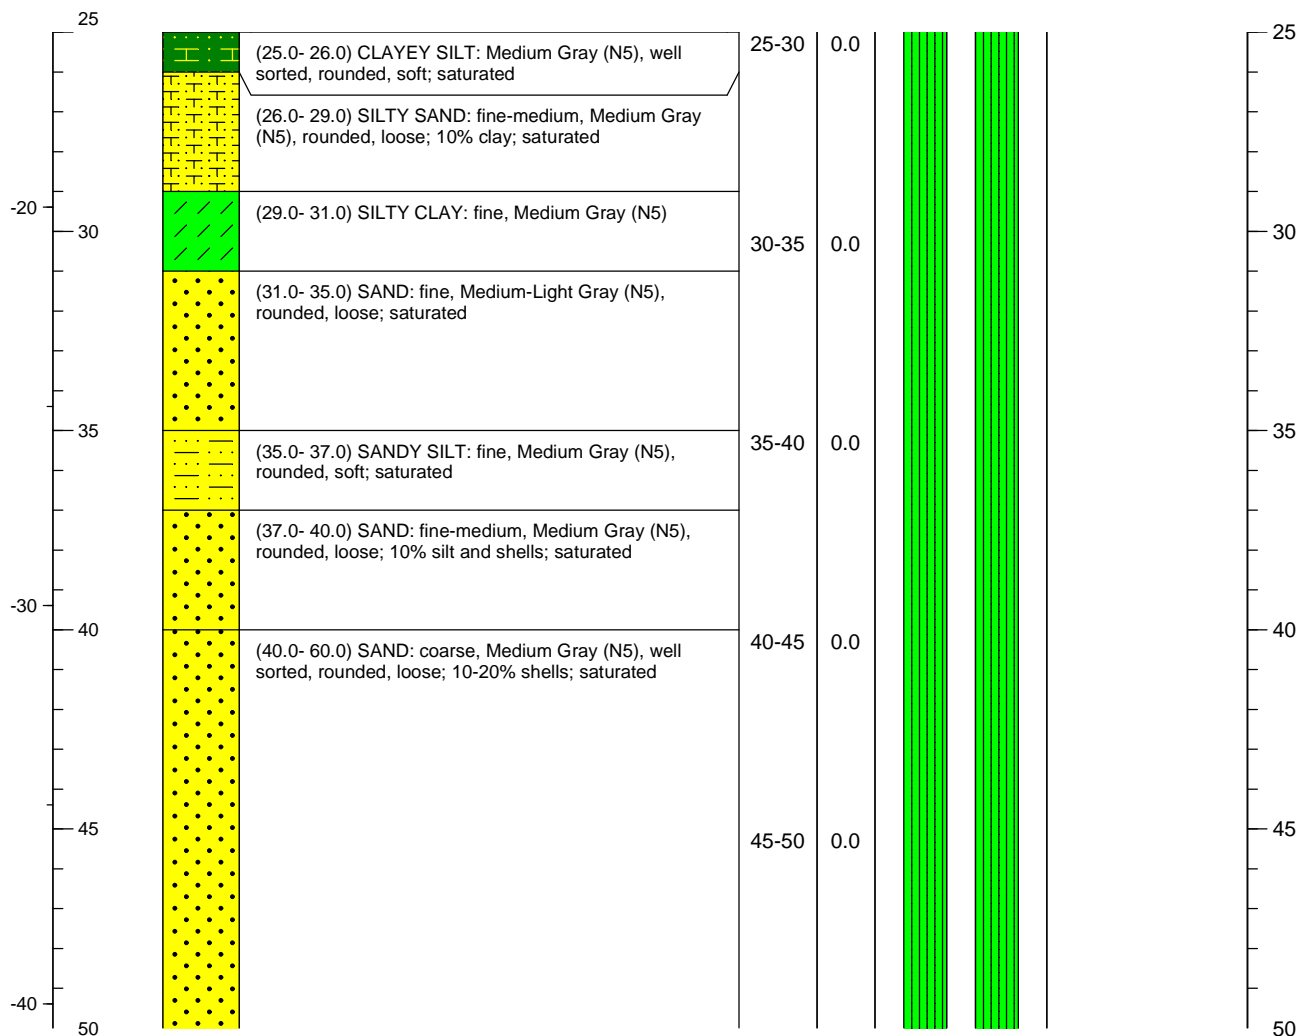 25
25
(25.0- 26.0) CLAYEY SILT: Medium Gray (N5), well
sorted, rounded, soft; saturated
25-30
0.0
(26.0- 29.0) SILTY SAND: fine-medium, Medium Gray
(N5), rounded, loose; 10% clay; saturated
-20
(29.0- 31.0) SILTY CLAY: fine, Medium Gray (N5)
30
30
30-35
0.0
(31.0- 35.0) SAND: fine, Medium-Light Gray (N5),
rounded, loose; saturated
35
35
(35.0- 37.0) SANDY SILT: fine, Medium Gray (N5),
rounded, soft; saturated
35-40
0.0
(37.0- 40.0) SAND: fine-medium, Medium Gray (N5),
rounded, loose; 10% silt and shells; saturated
-30
40
40
(40.0- 60.0) SAND: coarse, Medium Gray (N5), well
sorted, rounded, loose; 10-20% shells; saturated
40-45
0.0
45
45
45-50
0.0
-40
50
50